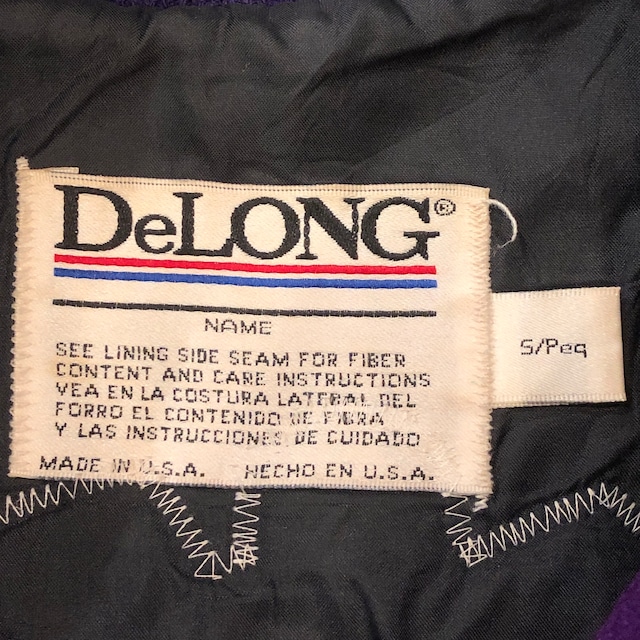 DeLONG®
NAME
SEE LINING SIDE SEAM FOR FIBER
CONTENT AND CARE INSTRUCTIONS
VEA EN LA COSTURA LATERAL DEL
FORRO EL CONTENIDO DE FIBRA
Y LAS INSTRUCCIONES DE CUIDADO
MADE IN U.S.A. HECHO EN U.S.A.
S/Peq